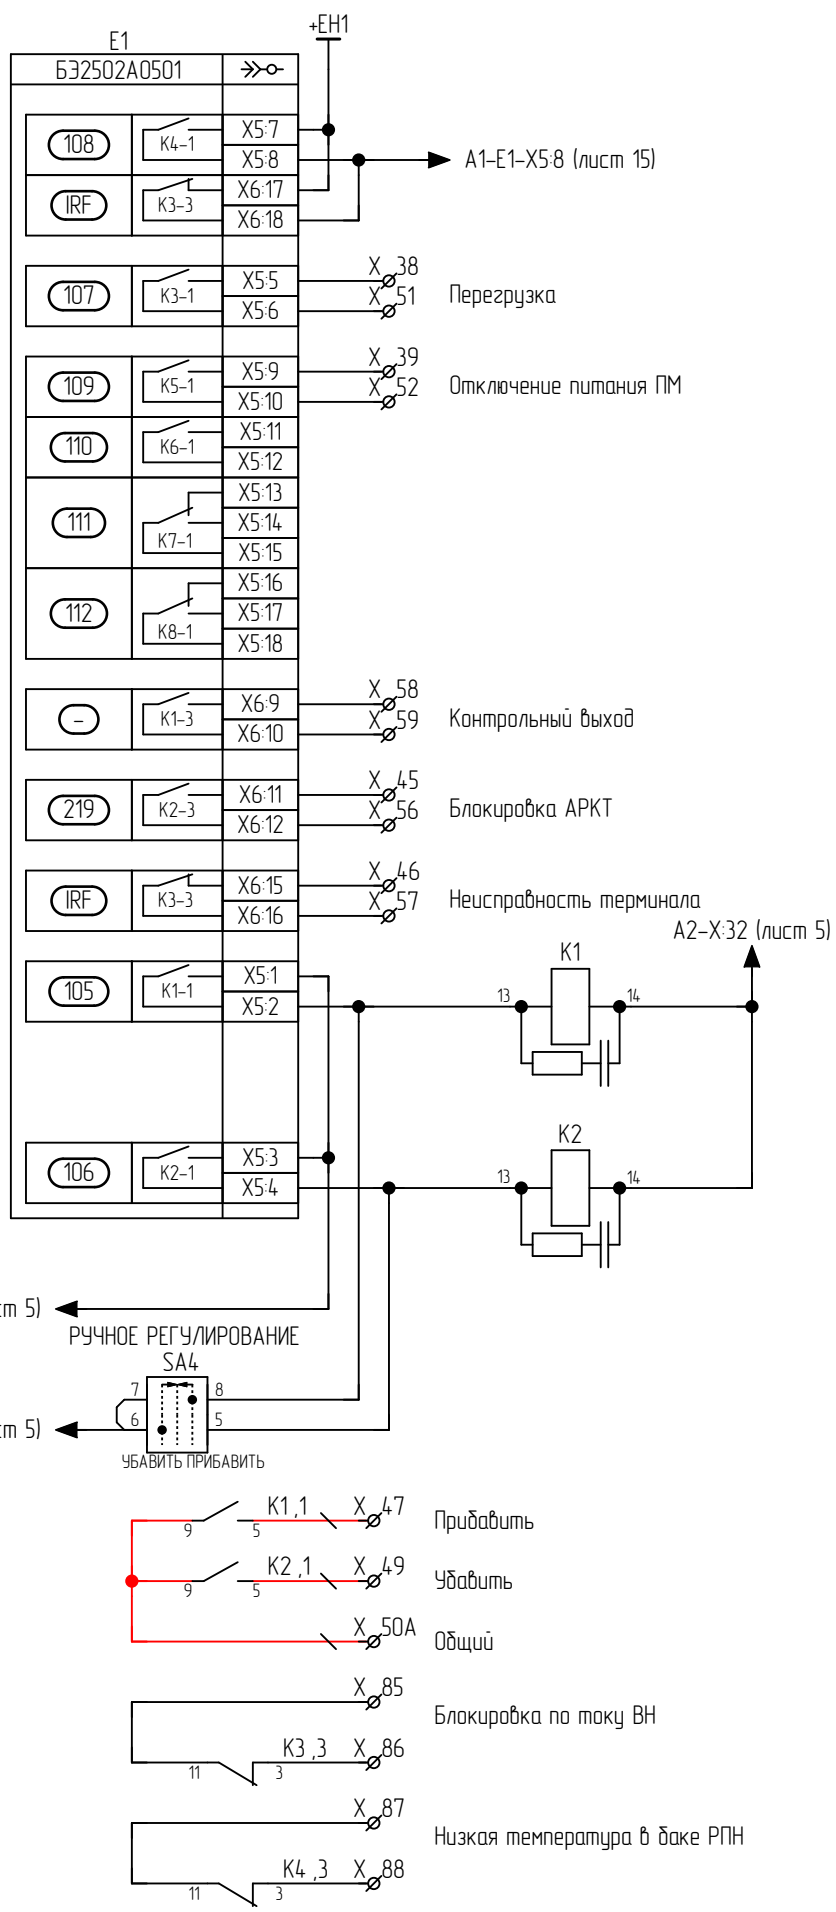 +EH1
E1
БЭ2502А0501
108
K4-1
X5:7
X5:8
A1-E1-X5:8 (лист 15)
IRF
K3-3
X6:17
X6:18
107
K3-1
X5:5
X 38
X5:6
X 51
Перегрузка
109
K5-1
X5:9
X 39
X5:10
X 52
Отключение питания ПМ
110
K6-1
X5:11
X5:12
111
K7-1
X5:13
X5:14
X5:15
112
K8-1
X5:16
X5:17
X5:18
-
K1-3
X6:9
X 58
X6:10
X 59
Контрольный выход
219
K2-3
X6:11
X 45
X6:12
X 56
Блокировка АРКТ
IRF
K3-3
X6:15
X 46
X6:16
X 57
Неисправность терминала
A2-X:32 (лист 5)
105
K1-1
X5:1
X5:2
K1
13
14
106
K2-1
X5:3
X5:4
K2
13
14
ст 5)
РУЧНОЕ РЕГУЛИРОВАНИЕ
SA4
7
8
ст 5)
6
5
УБАВИТЬ ПРИБАВИТЬ
9
5
K1 ,1
X 47
Прибавить
9
5
K2 ,1
X 49
Убавить
X 50А
Общий
X 85
Блокировка по току ВН
11
K3 ,3
3
X 86
X 87
Низкая температура в баке РПН
11
K4 ,3
3
X 88